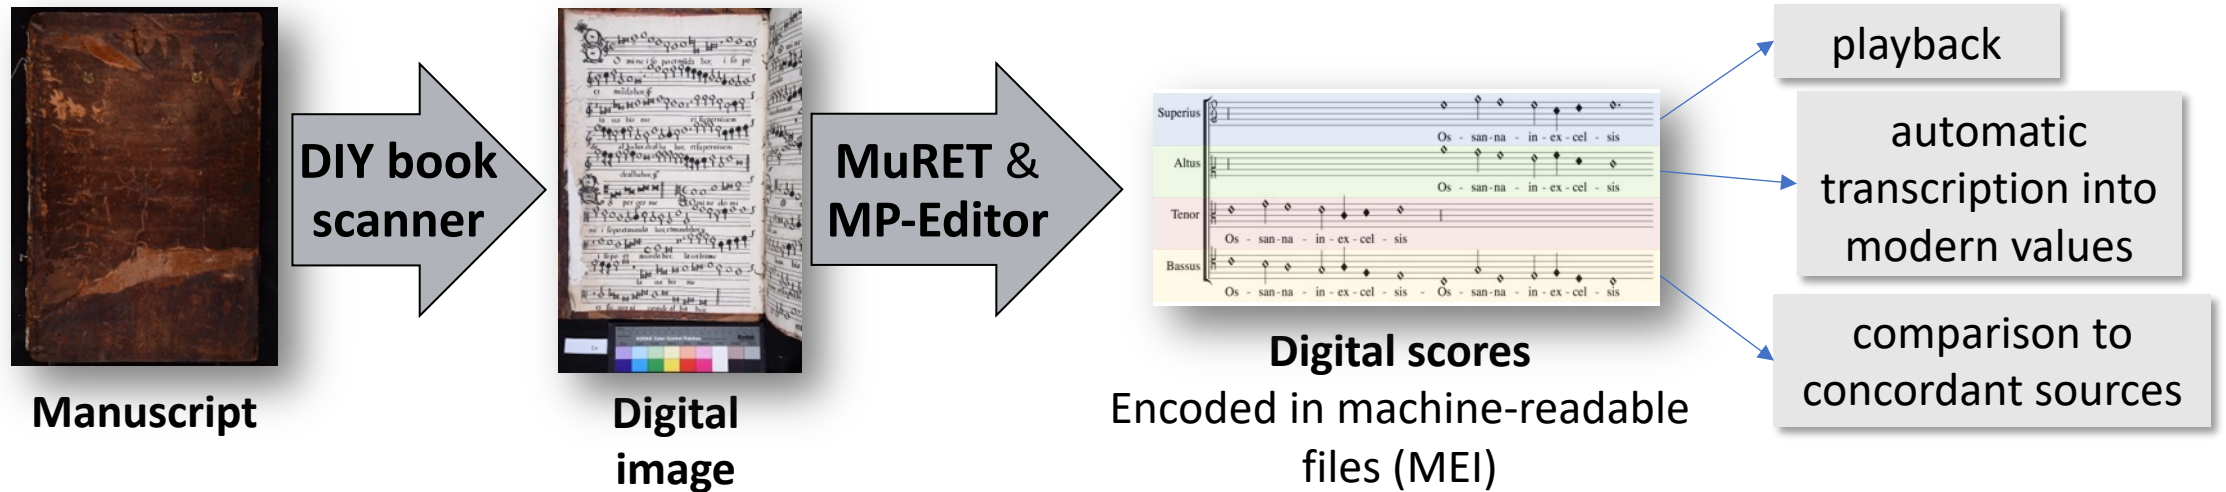 DIY book
scanner
MuRET &
MP-Editor
Manuscript
Digital
image
Superius
Os - san-na - in - ex - cel - sis
Altus
Os - san-na - in - ex - cel - sis
Tenor
Os - san-na - in - ex - cel - sis
Bassus
Os - san-na - in - ex - cel - sis - Os - san-na - in - ex - cel - sis
Digital scores
Encoded in machine-readable
files (MEI)
playback
automatic
transcription into
modern values
comparison to
concordant sources